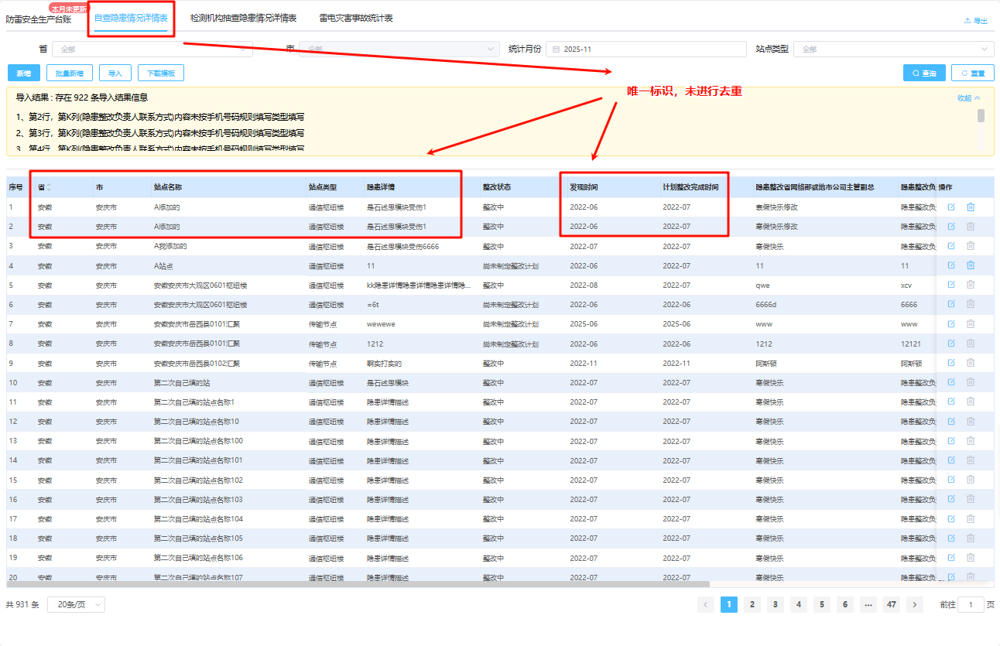 本月未更新
防雷安全生产台账 自查隐患情况详情表 检测机构抽查隐患情况详情表 雷电灾害事故统计表 导出
省 全部 市 全部 统计月份 2025-11 站点类型 全部
新增 批量新增 导入 下载模板 查询 重置
唯一标识，未进行去重
导入结果 : 存在 922 条导入结果信息 收起
1、第2行，第K列(隐患整改负责人联系方式)内容未按手机号码规则填写类型填写
2、第3行，第K列(隐患整改负责人联系方式)内容未按手机号码规则填写类型填写
3、第4行，第K列(隐患整改负责人联系方式)内容未按手机号码规则填写类型填写
序号 省 市 站点名称 站点类型 隐患详情 整改状态 发现时间 计划整改完成时间 隐患整改省网络部或地市公司主管副总 隐患整改负 操作
1 安徽 安庆市 A添加的 通信枢纽楼 是石述思模块受伤1 整改中 2022-06 2022-07 寒假快乐修改 隐患整改负
2 安徽 安庆市 A添加的 通信枢纽楼 是石述思模块受伤1 整改中 2022-06 2022-07 寒假快乐修改 隐患整改负
3 安徽 安庆市 A我添加的 通信枢纽楼 是石述思模块受伤6666 整改中 2022-07 2022-07 寒假快乐 隐患整改负
4 安徽 安庆市 A站点 通信枢纽楼 11 尚未制定整改计划 2022-06 2022-07 11 11
5 安徽 安庆市 安徽安庆市大观区0601枢纽楼 通信枢纽楼 kk隐患详情隐患详情隐患详情隐... 整改中 2022-08 2022-07 qwe xcv
6 安徽 安庆市 安徽安庆市大观区0601枢纽楼 通信枢纽楼 =6t 尚未制定整改计划 2022-06 2022-07 6666d 6666
7 安徽 安庆市 安徽安庆市岳西县0101汇聚 传输节点 wewewe 尚未制定整改计划 2025-06 2025-06 www www
8 安徽 安庆市 安徽安庆市岳西县0101汇聚 传输节点 1212 尚未制定整改计划 2022-06 2022-06 1212 12121
9 安徽 安庆市 安徽安庆市岳西县0102汇聚 传输节点 啊实打实的 整改中 2022-11 2022-11 阿斯顿 阿斯顿
10 安徽 安庆市 第二次自己填的站 通信枢纽楼 是石述思模块 整改中 2022-07 2022-07 寒假快乐 隐患整改负
11 安徽 安庆市 第二次自己填的站点名称1 通信枢纽楼 隐患详情描述 整改中 2022-07 2022-07 寒假快乐 隐患整改负
12 安徽 安庆市 第二次自己填的站点名称10 通信枢纽楼 隐患详情描述 整改中 2022-07 2022-07 寒假快乐 隐患整改负
13 安徽 安庆市 第二次自己填的站点名称100 通信枢纽楼 隐患详情描述 整改中 2022-07 2022-07 寒假快乐 隐患整改负
14 安徽 安庆市 第二次自己填的站点名称101 通信枢纽楼 隐患详情描述 整改中 2022-07 2022-07 寒假快乐 隐患整改负
15 安徽 安庆市 第二次自己填的站点名称102 通信枢纽楼 隐患详情描述 整改中 2022-07 2022-07 寒假快乐 隐患整改负
16 安徽 安庆市 第二次自己填的站点名称103 通信枢纽楼 隐患详情描述 整改中 2022-07 2022-07 寒假快乐 隐患整改负
17 安徽 安庆市 第二次自己填的站点名称104 通信枢纽楼 隐患详情描述 整改中 2022-07 2022-07 寒假快乐 隐患整改负
18 安徽 安庆市 第二次自己填的站点名称105 通信枢纽楼 隐患详情描述 整改中 2022-07 2022-07 寒假快乐 隐患整改负
19 安徽 安庆市 第二次自己填的站点名称106 通信枢纽楼 隐患详情描述 整改中 2022-07 2022-07 寒假快乐 隐患整改负
20 安徽 安庆市 第二次自己填的站点名称107 通信枢纽楼 隐患详情描述 整改中 2022-07 2022-07 寒假快乐 隐患整改负
共 931 条 20条/页 1 2 3 4 5 6 ... 47 前往 1 页